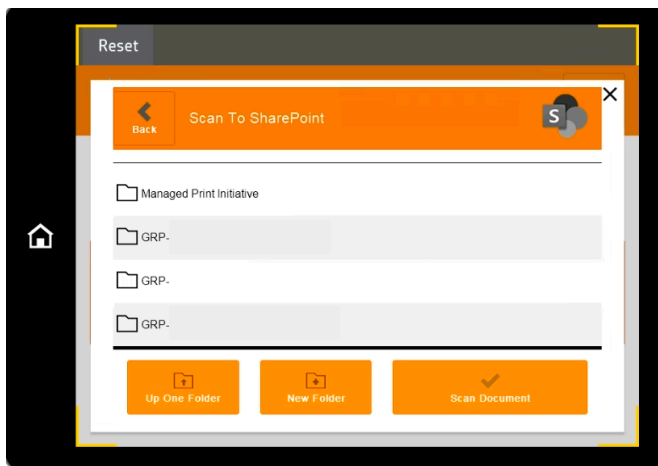 Reset
Back
Scan To SharePoint
S
Managed Print Initiative
GRP-
GRP-
GRP-
Up One Folder
New Folder
Scan Document